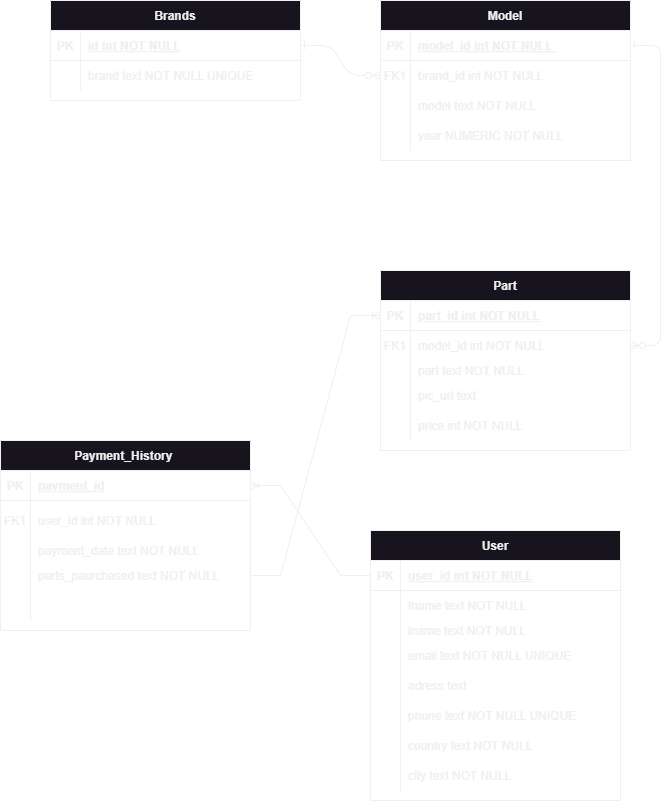 Brands
PK id int NOT NULL
brand text NOT NULL UNIQUE
Model
PK model_id int NOT NULL
FK1 brand_id int NOT NULL
model text NOT NULL
year NUMERIC NOT NULL
Part
PK part_id int NOT NULL
FK1 model_id int NOT NULL
part text NOT NULL
pic_url text
price int NOT NULL
Payment_History
PK payment_id
FK1 user_id int NOT NULL
payment_date text NOT NULL
parts_paurchased text NOT NULL
User
PK user_id int NOT NULL
fname text NOT NULL
lname text NOT NULL
email text NOT NULL UNIQUE
adress text
phone text NOT NULL UNIQUE
country text NOT NULL
city text NOT NULL